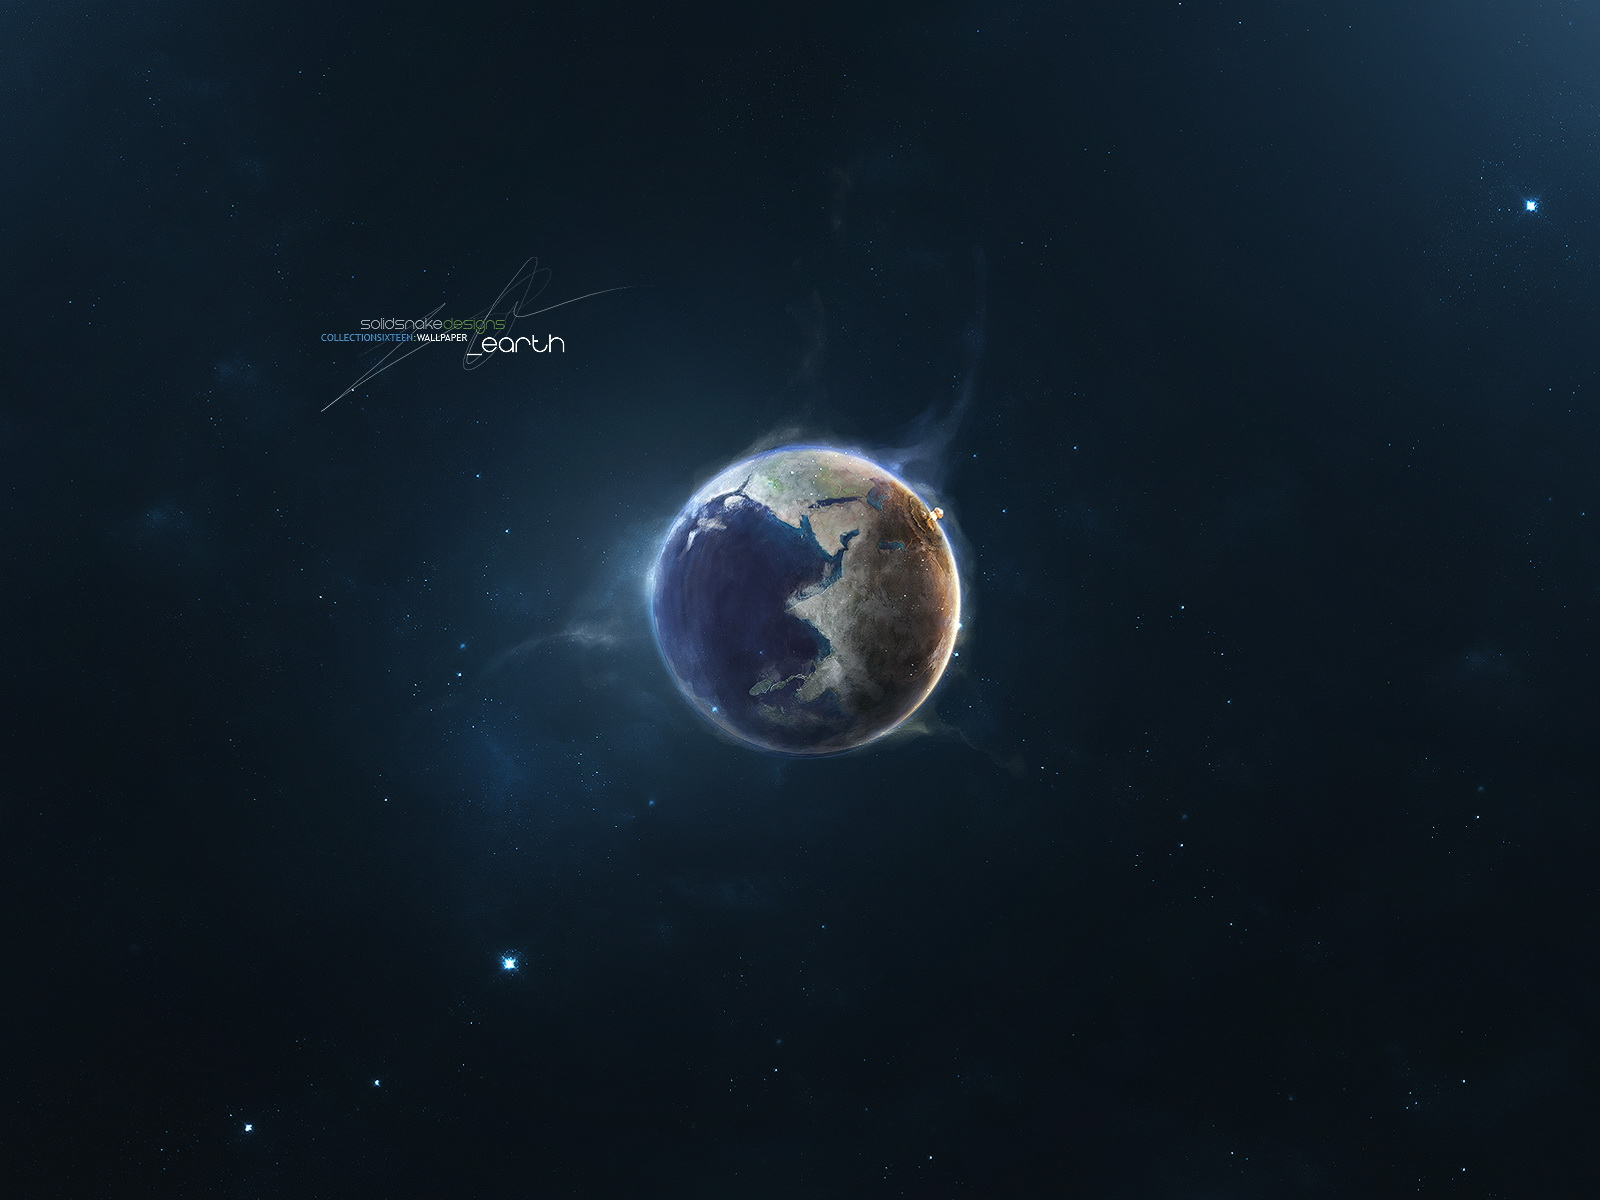 solidsnakedesigns
COLLECTIONSIXTEEN:WALLPAPER
_earth